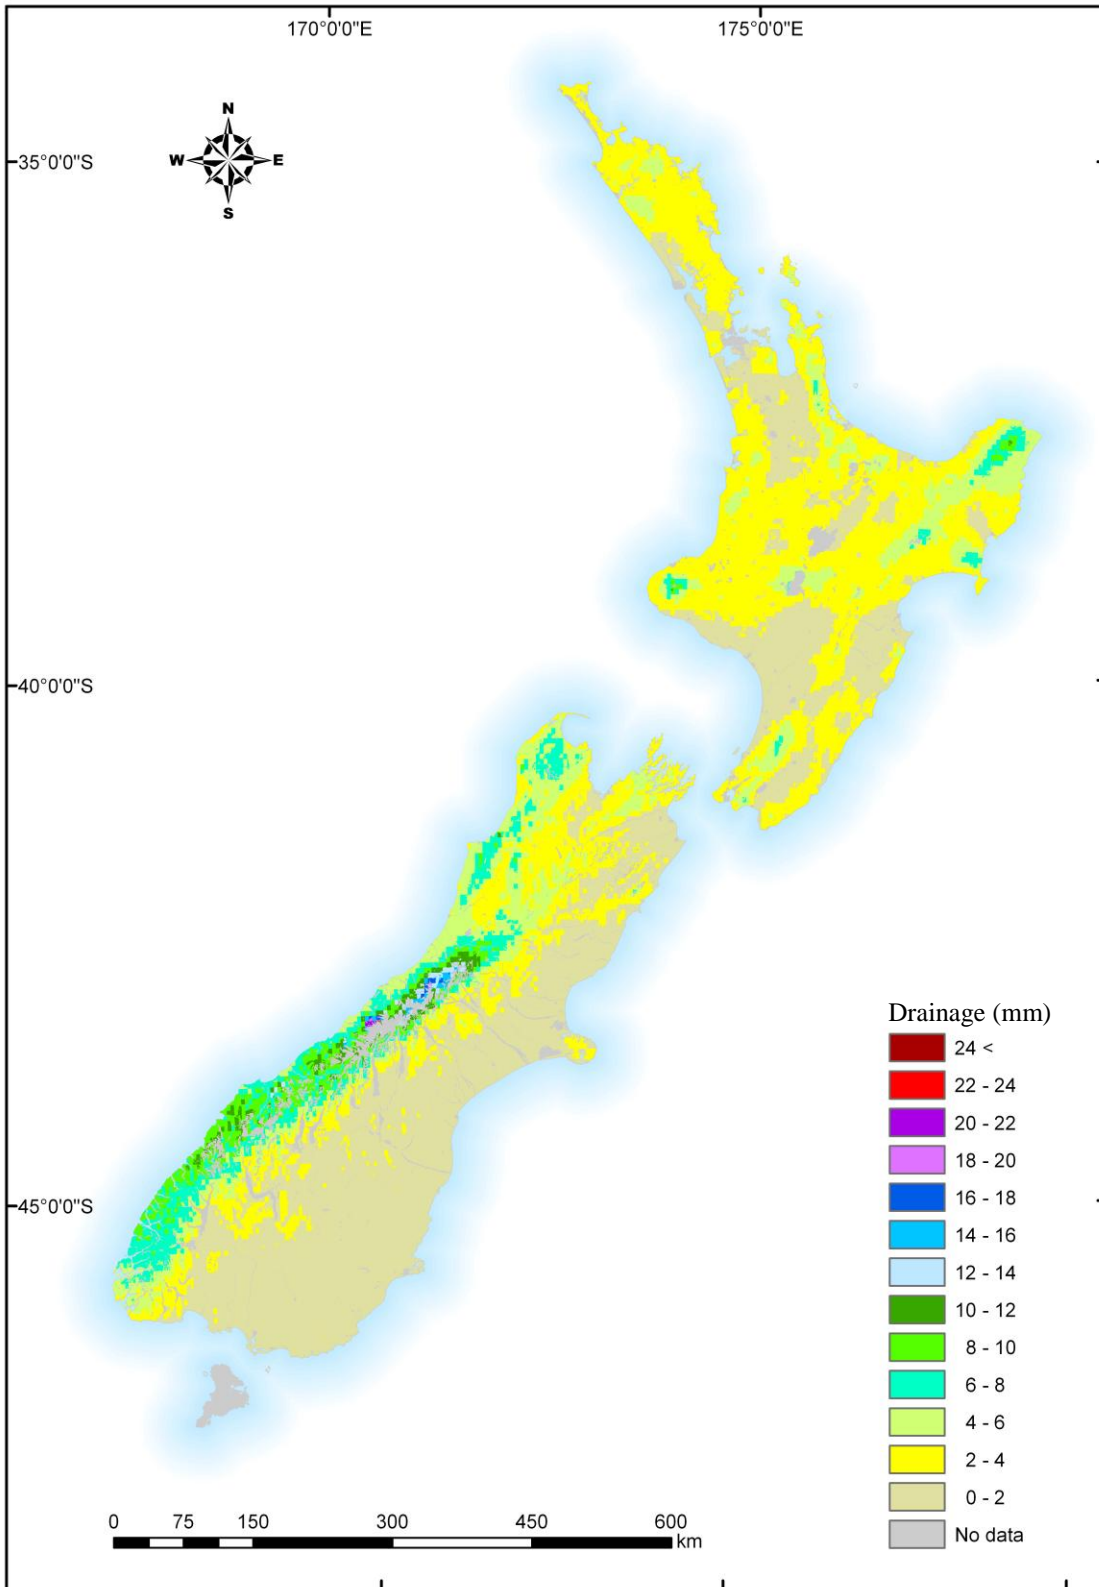 170°0'0"E 175°0'0"E
N
W E
S
35°0'0"S
40°0'0"S
45°0'0"S
Drainage (mm)
24 <
22 - 24
20 - 22
18 - 20
16 - 18
14 - 16
12 - 14
10 - 12
8 - 10
6 - 8
4 - 6
2 - 4
0 - 2
No data
0 75 150 300 450 600
km